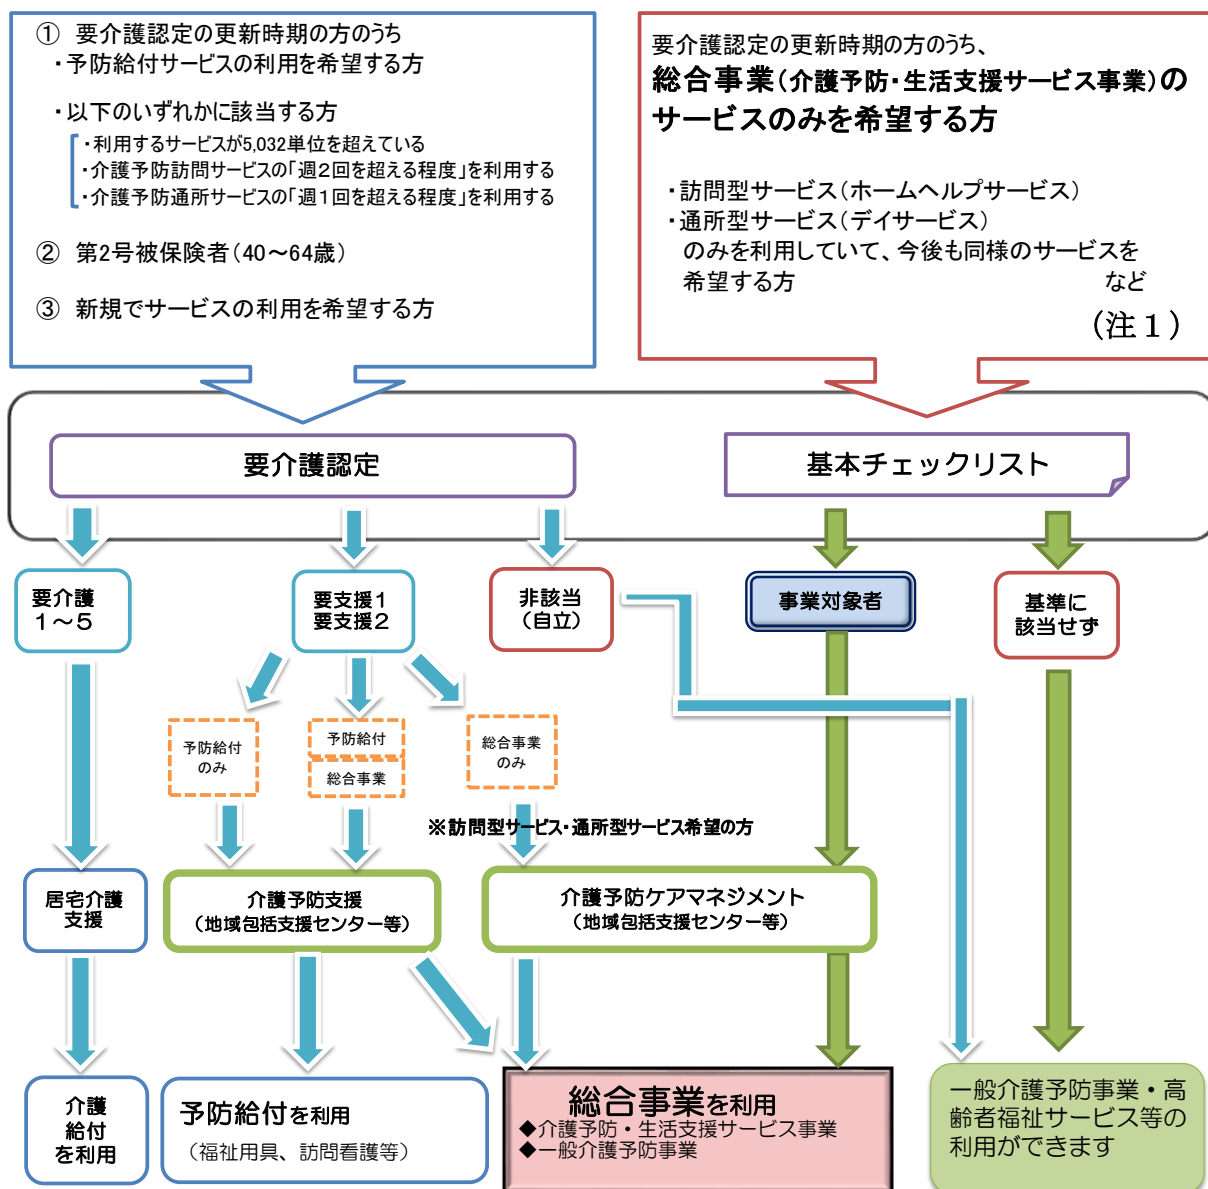 ① 要介護認定の更新時期の方のうち
・予防給付サービスの利用を希望する方
・以下のいずれかに該当する方
・利用するサービスが5,032単位を超えている
・介護予防訪問サービスの「週2回を超える程度」を利用する
・介護予防通所サービスの「週1回を超える程度」を利用する
② 第2号被保険者(40～64歳)
③ 新規でサービスの利用を希望する方
要介護認定の更新時期の方のうち、
総合事業(介護予防・生活支援サービス事業)の
サービスのみを希望する方
・訪問型サービス(ホームヘルプサービス)
・通所型サービス(デイサービス)
のみを利用していて、今後も同様のサービスを
希望する方 など
(注１)
要介護認定
基本チェックリスト
要介護
１～５
要支援１
要支援２
非該当
(自立)
事業対象者
基準に
該当せず
予防給付
のみ
予防給付
総合事業
総合事業
のみ
※訪問型サービス・通所型サービス希望の方
居宅介護
支援
介護予防支援
(地域包括支援センター等)
介護予防ケアマネジメント
(地域包括支援センター等)
介護
給付
を利用
予防給付を利用
(福祉用具、訪問看護等)
総合事業を利用
◆介護予防・生活支援サービス事業
◆一般介護予防事業
一般介護予防事業・高
齢者福祉サービス等の
利用ができます